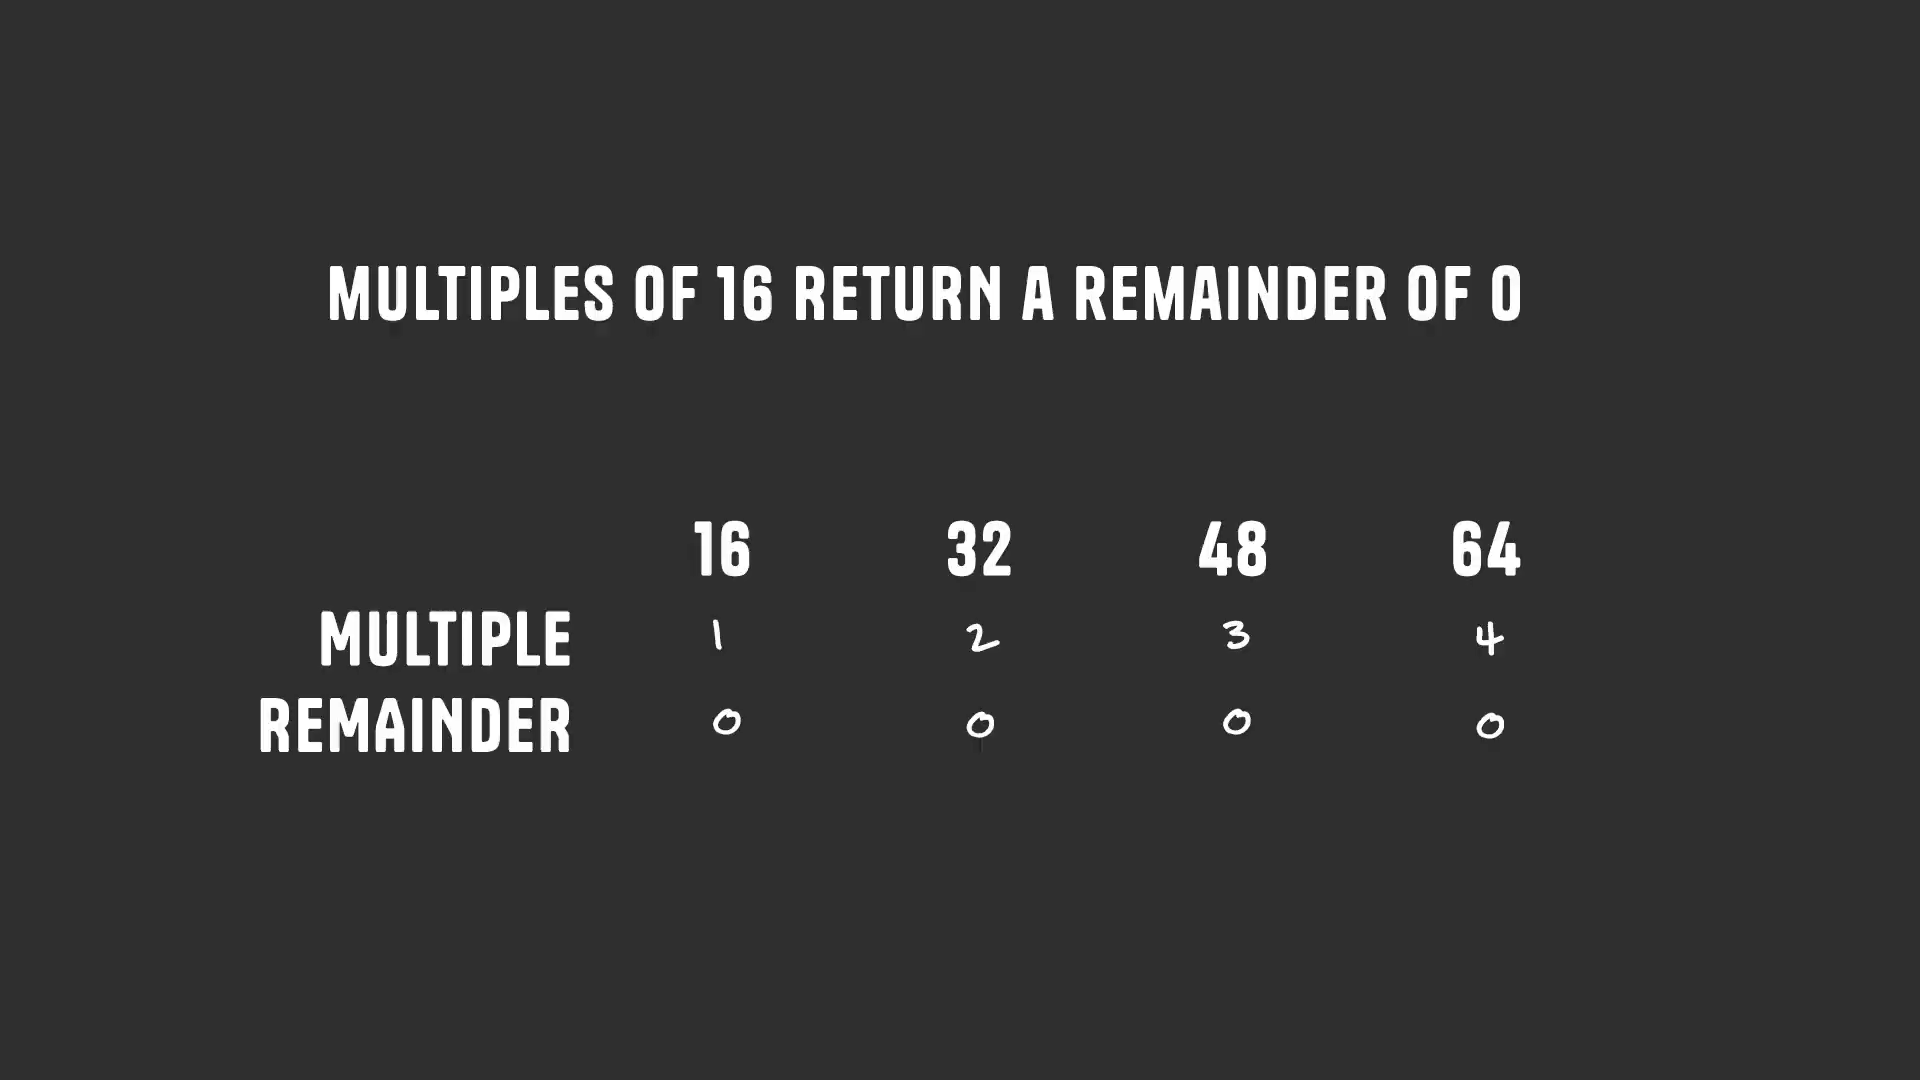 MULTIPLES OF 16 RETURN A REMAINDER OF 0
16 32 48 64
MULTIPLE 1 2 3 4
REMAINDER 0 0 0 0